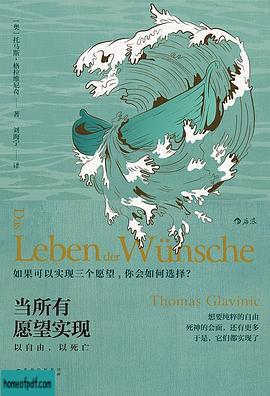 [奥] 托马斯·格拉维尼奇
著
刘海宁
译
后浪
Das
Leben der Wünsche
如果可以实现三个愿望，你会如何选择？
Thomas Glavinic
当所有
愿望实现
以自由，以死亡
想要纯粹的自由
死神的会面，还有更多
于是，它们都实现了
homeofpdf.com